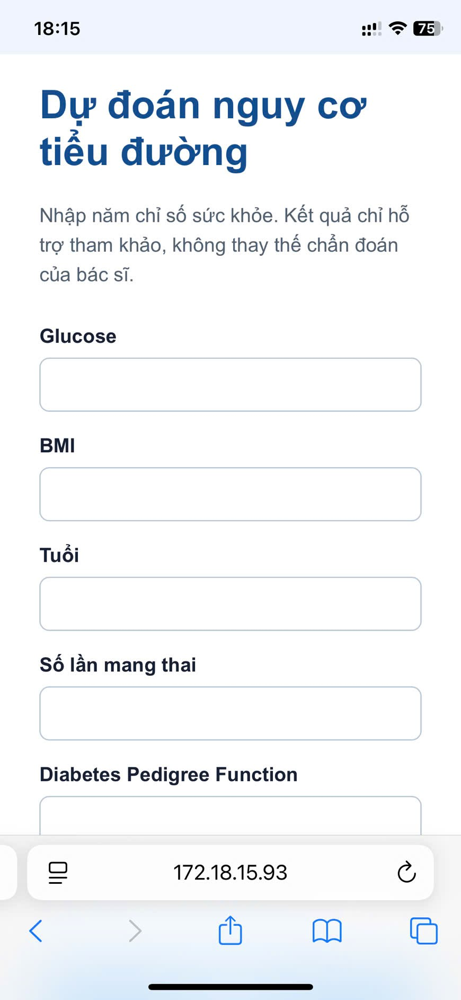 18:15
75
Dự đoán nguy cơ
tiểu đường
Nhập năm chỉ số sức khỏe. Kết quả chỉ hỗ
trợ tham khảo, không thay thế chẩn đoán
của bác sĩ.
Glucose
BMI
Tuổi
Số lần mang thai
Diabetes Pedigree Function
172.18.15.93